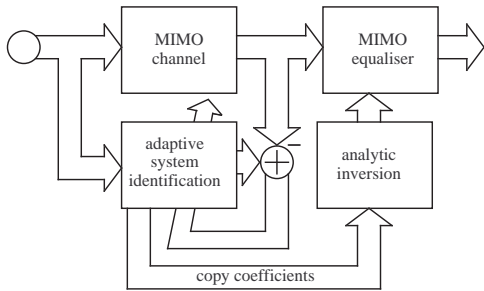 MIMO
channel
MIMO
equaliser
adaptive
system
identification
+
−
analytic
inversion
copy coefficients